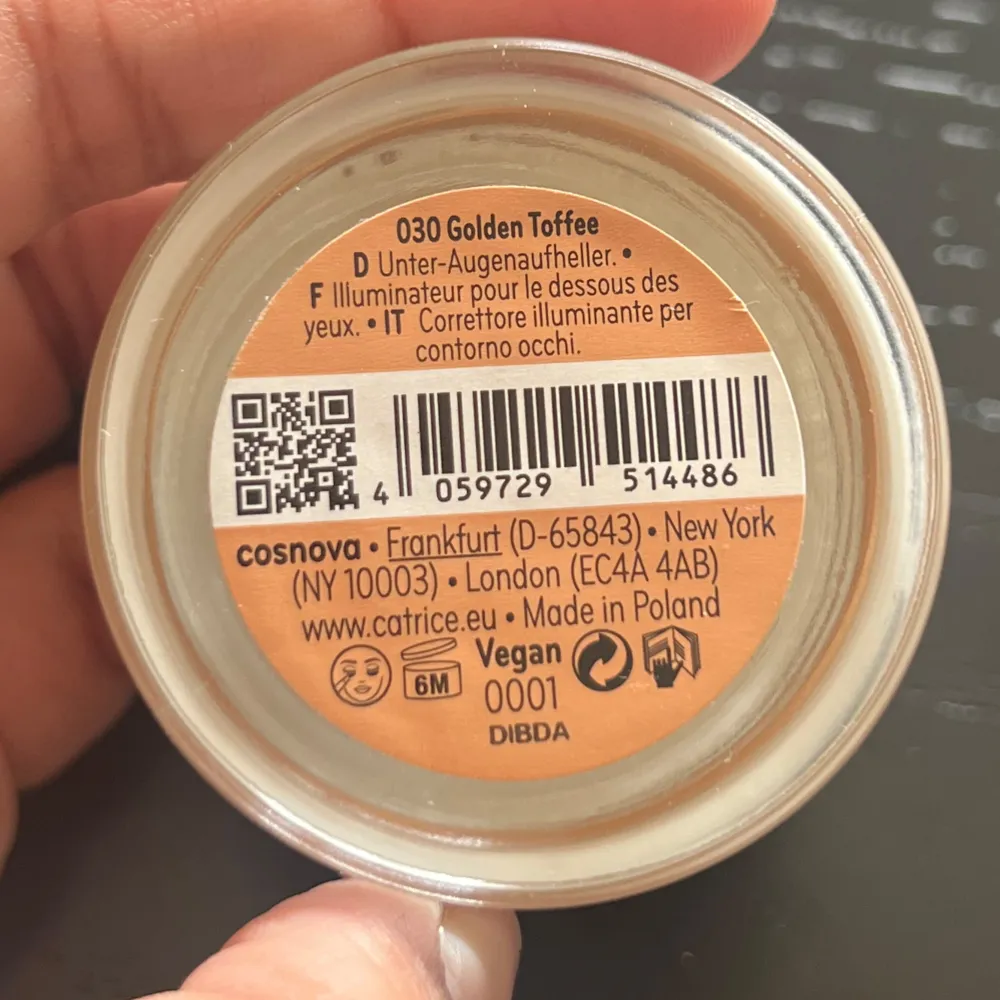 030 Golden Toffee
D Unter-Augenaufheller. •
F Illuminateur pour le dessous des
yeux. • IT Correttore illuminante per
contorno occhi.
4 059729 514486
cosnova • Frankfurt (D-65843) • New York
(NY 10003) • London (EC4A 4AB)
www.catrice.eu • Made in Poland
6M Vegan
0001
DIBDA